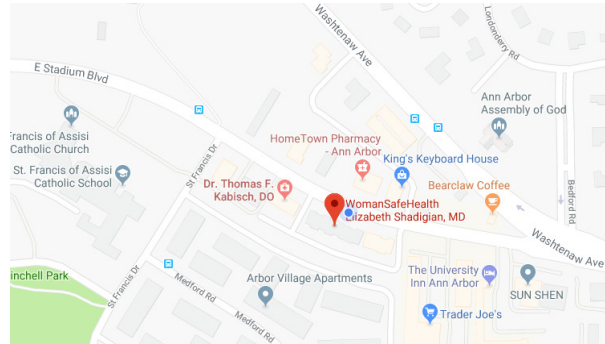 Washtenaw Ave
Londonderry Rd
E Stadium Blvd
Ann Arbor
Assembly of God
Francis of Assisi
Catholic Church
HomeTown Pharmacy
- Ann Arbor
King's Keyboard House
St. Francis of Assisi
Catholic School
St Francis Dr
Dr. Thomas F.
Kabisch, DO
Bearclaw Coffee
Bedford Rd
WomanSafeHealth
Elizabeth Shadigian, MD
Washtenaw Ave
inchell Park
St Francis Dr
Medford Rd
Arbor Village Apartments
The University
Inn Ann Arbor
SUN SHEN
Medford Rd
Trader Joe's